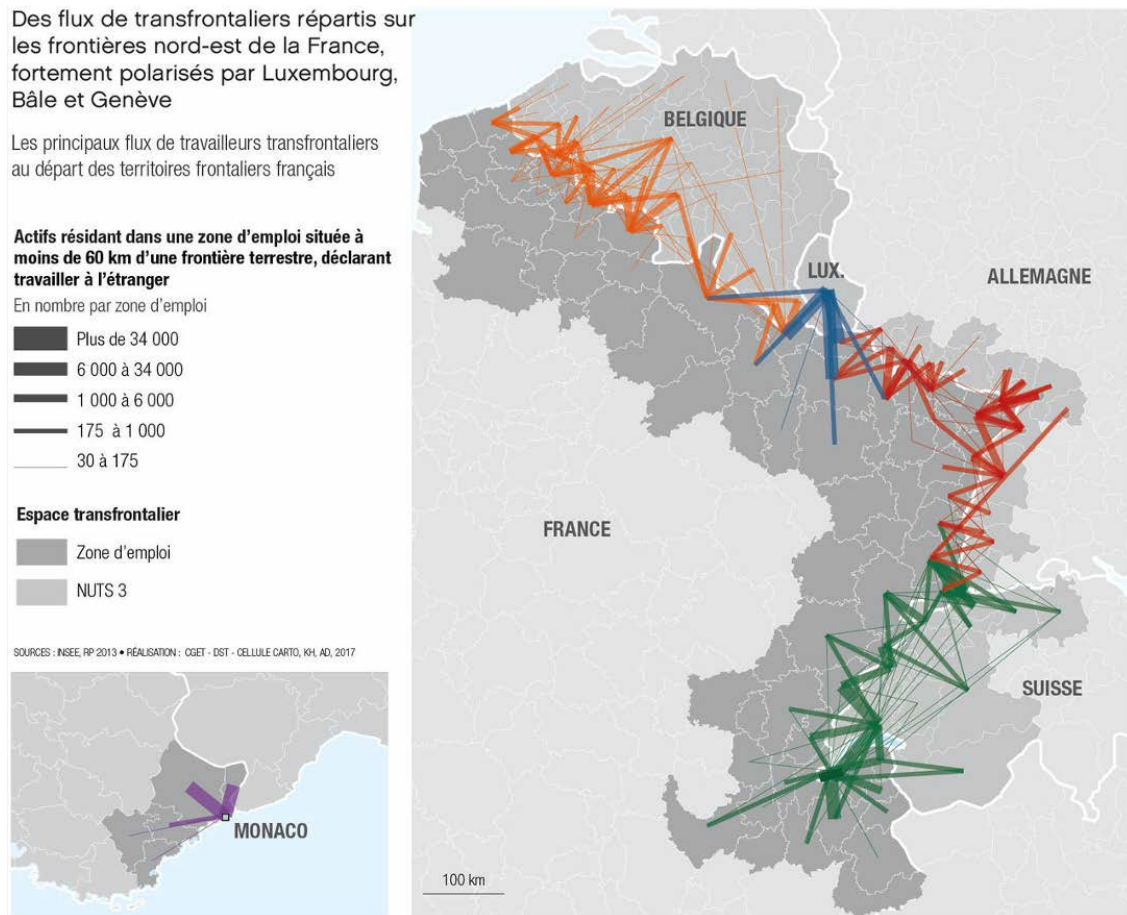 Des flux de transfrontaliers répartis sur
les frontières nord-est de la France,
fortement polarisés par Luxembourg,
Bâle et Genève
Les principaux flux de travailleurs transfrontaliers
au départ des territoires frontaliers français
Actifs résidant dans une zone d'emploi située à
moins de 60 km d'une frontière terrestre, déclarant
travailler à l'étranger
En nombre par zone d'emploi
Plus de 34 000
6 000 à 34 000
1 000 à 6 000
175 à 1 000
30 à 175
Espace transfrontalier
Zone d'emploi
NUTS 3
SOURCES : INSEE, RP 2013 • RÉALISATION : CGET - DST - CELLULE CARTO, KH, AD, 2017
MONACO
BELGIQUE
LUX.
ALLEMAGNE
FRANCE
SUISSE
100 km